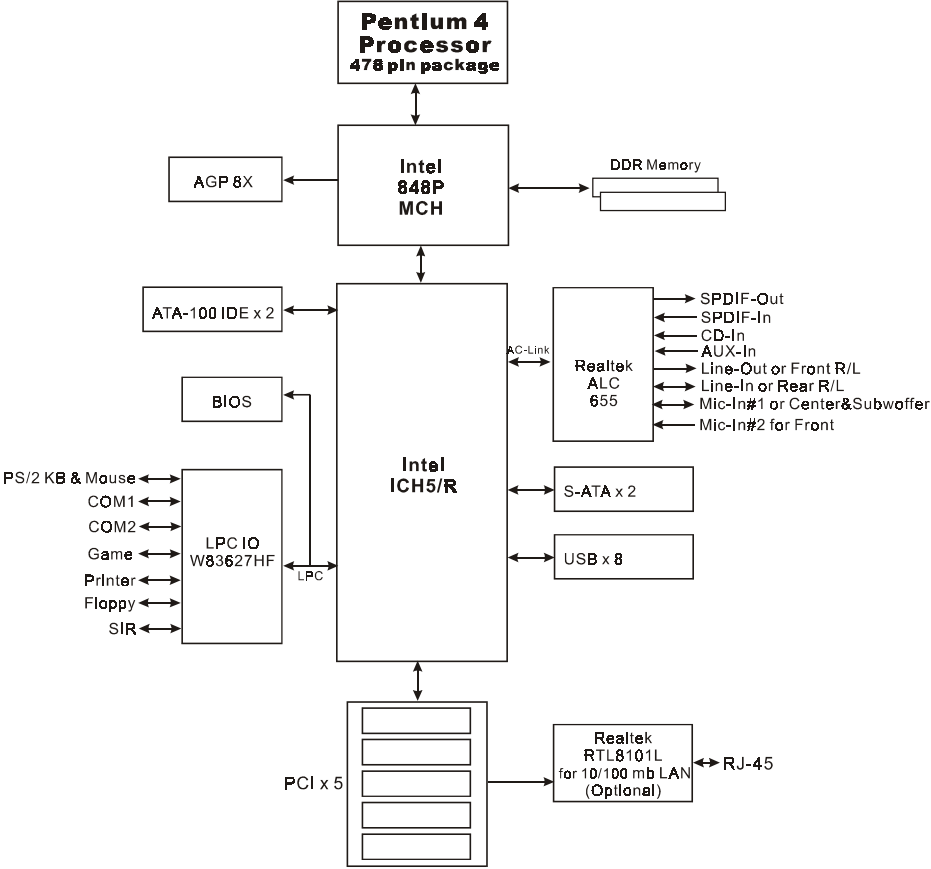 Pentium 4
Processor
478 pin package
Intel
848P
MCH
AGP 8X
DDR Memory
ATA-100 IDE x 2
BIOS
Intel
ICH5/R
AC-Link
Realtek
ALC
655
SPDIF-Out
SPDIF-In
CD-In
AUX-In
Line-Out or Front R/L
Line-In or Rear R/L
Mic-In#1 or Center&Subwoffer
Mic-In#2 for Front
PS/2 KB & Mouse
COM1
COM2
Game
Printer
Floppy
SIR
LPC IO
W83627HF
LPC
S-ATA x 2
USB x 8
PCI x 5
Realtek
RTL8101L
for 10/100 mb LAN
(Optional)
RJ-45